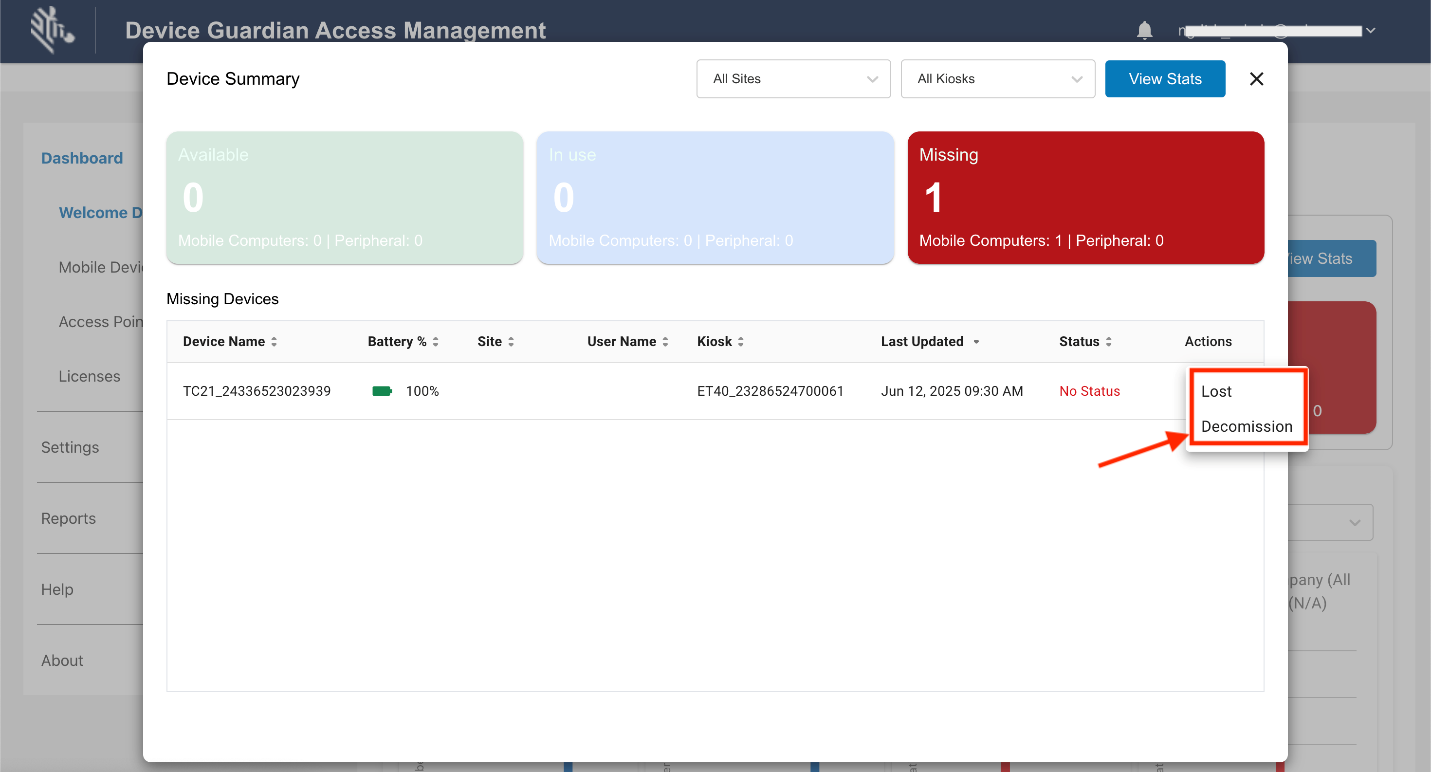 Device Guardian Access Management
Device Summary
All Sites
All Kiosks
View Stats
Available
0
Mobile Computers: 0 | Peripheral: 0
In use
0
Mobile Computers: 0 | Peripheral: 0
Missing
1
Mobile Computers: 1 | Peripheral: 0
Missing Devices
Device Name Battery % Site User Name Kiosk Last Updated Status Actions
TC21_24336523023939 100% ET40_23286524700061 Jun 12, 2025 09:30 AM No Status
Lost
Decomission
Dashboard
Welcome D
Mobile Devi
Access Poin
Licenses
Settings
Reports
Help
About
iew Stats
0
pany (All
(N/A)